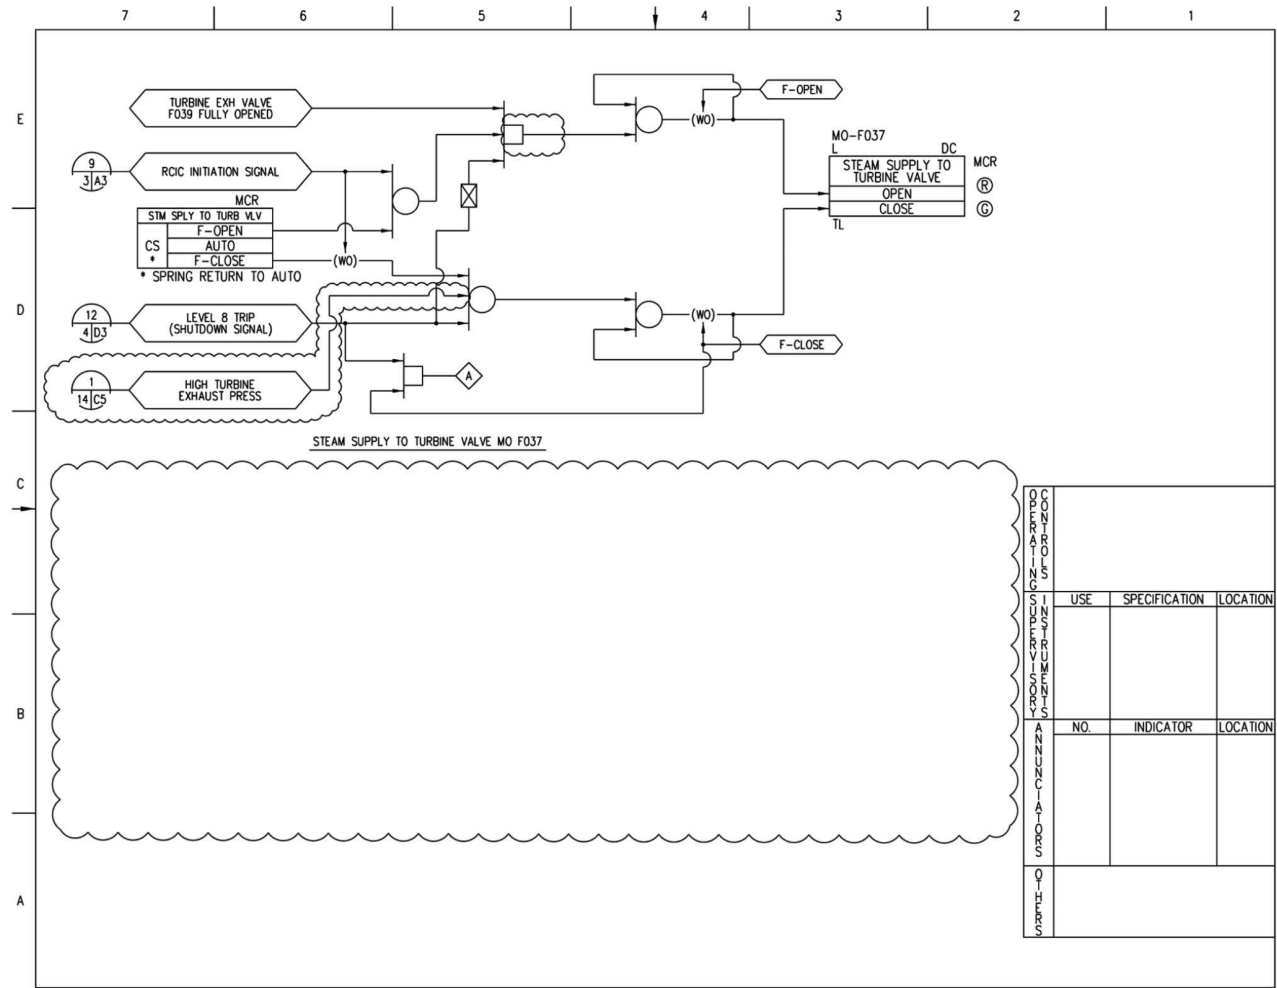 7 6 5 4 3 2 1
E
D
C
B
A
TURBINE EXH VALVE
F039 FULLY OPENED
9
3 A3
RCIC INITIATION SIGNAL
MCR
STM SPLY TO TURB VLV
CS
*
F-OPEN
AUTO
F-CLOSE
* SPRING RETURN TO AUTO
(WO)
12
4 D3
LEVEL 8 TRIP
(SHUTDOWN SIGNAL)
1
14 C5
HIGH TURBINE
EXHAUST PRESS
A
(WO)
F-OPEN
(WO)
F-CLOSE
MO-F037
L DC
STEAM SUPPLY TO
TURBINE VALVE
OPEN
CLOSE
TL
MCR
R
G
STEAM SUPPLY TO TURBINE VALVE MO F037
OPERATING
CONTROLS
SUPERVISORY
INSTRUMENTS
USE SPECIFICATION LOCATION
ANNUNCIATORS
NO. INDICATOR LOCATION
OTHERS